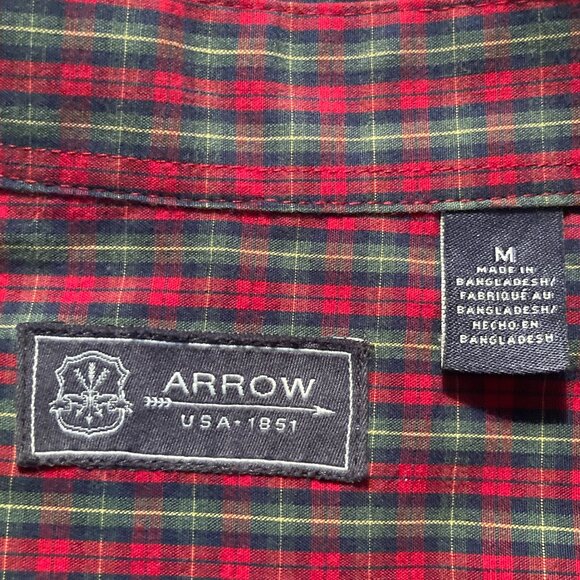 M
MADE IN
BANGLADESH/
FABRIQUÉ AU
BANGLADESH/
HECHO EN
BANGLADESH
ARROW
USA • 1851